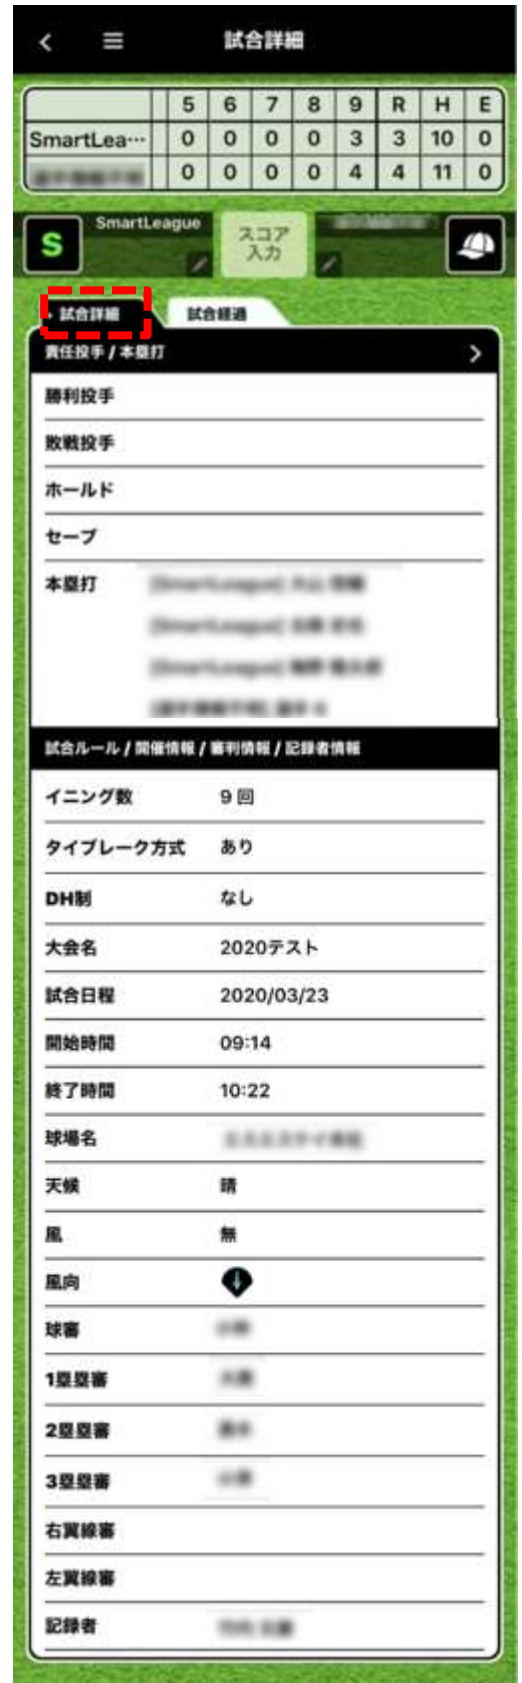 試合詳細
5 6 7 8 9 R H E
SmartLea… 0 0 0 0 3 3 10 0
0 0 0 0 4 4 11 0
S SmartLeague
スコア
入力
試合詳細 試合経過
責任投手 / 本塁打
勝利投手
敗戦投手
ホールド
セーブ
本塁打
試合ルール / 開催情報 / 審判情報 / 記録者情報
イニング数 9 回
タイブレーク方式 あり
DH制 なし
大会名 2020テスト
試合日程 2020/03/23
開始時間 09:14
終了時間 10:22
球場名
天候 晴
風 無
風向
球審
1塁塁審
2塁塁審
3塁塁審
右翼線審
左翼線審
記録者